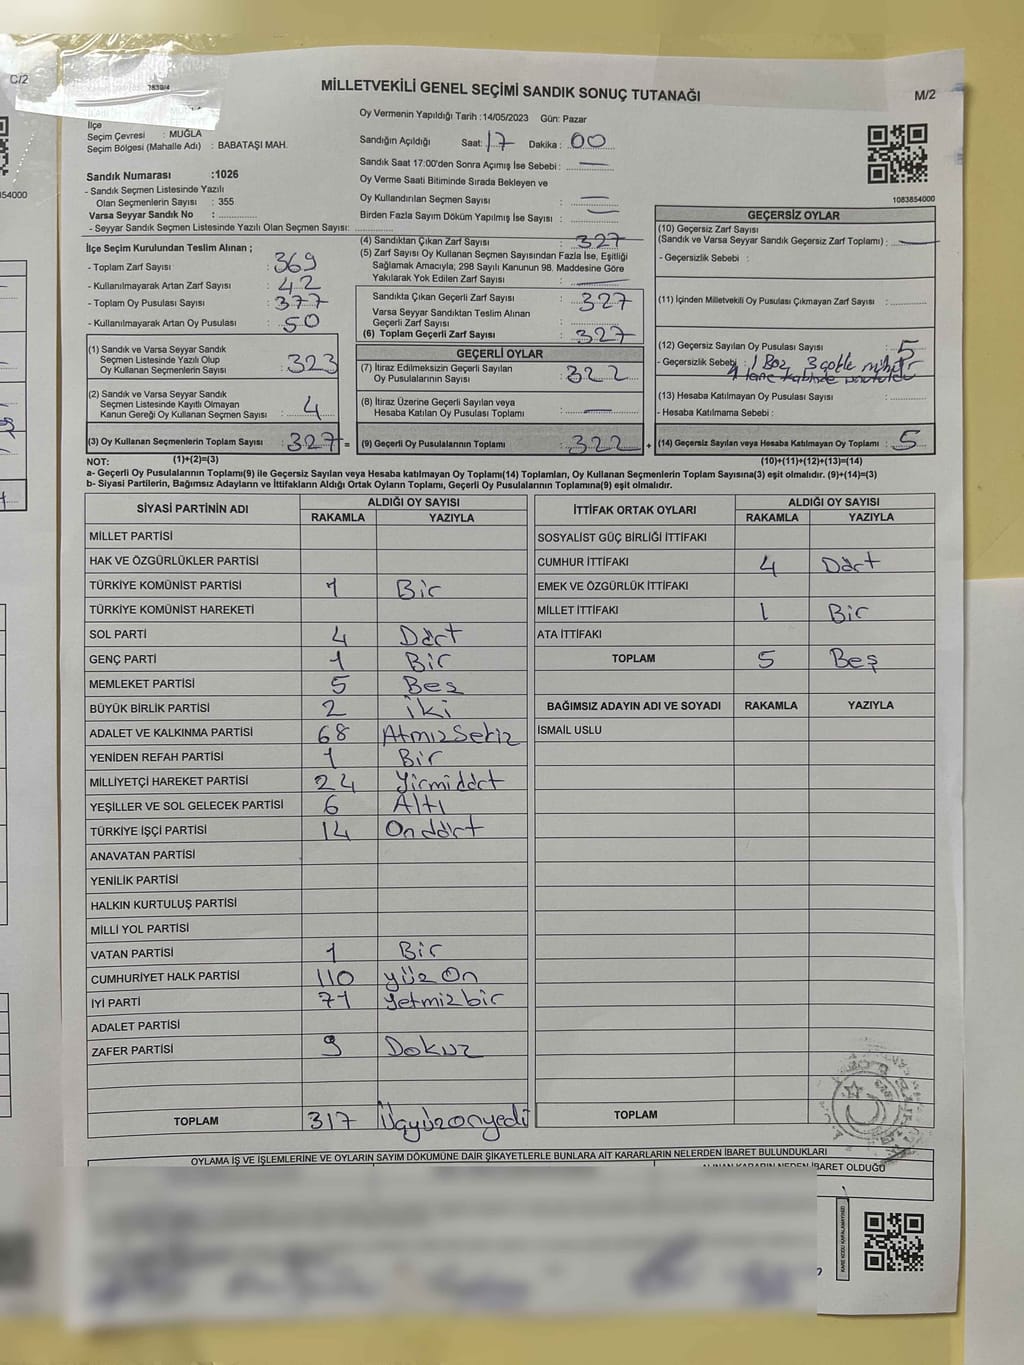 C/2
7839/4
MİLLETVEKİLİ GENEL SEÇİMİ SANDIK SONUÇ TUTANAĞI
M/2
İlçe
Seçim Çevresi : MUĞLA
Seçim Bölgesi (Mahalle Adı) : BABATAŞI MAH.
Oy Vermenin Yapıldığı Tarih :14/05/2023 Gün: Pazar
Sandığın Açıldığı Saat: 17 Dakika : 00
Sandık Saat 17:00'den Sonra Açımış İse Sebebi : —
Oy Verme Saati Bitiminde Sırada Bekleyen ve
Oy Kullandırılan Seçmen Sayısı : —
Birden Fazla Sayım Döküm Yapılmış İse Sayısı : —
1083854000
854000
Sandık Numarası :1026
- Sandık Seçmen Listesinde Yazılı
Olan Seçmenlerin Sayısı : 355
Varsa Seyyar Sandık No : ..............
- Seyyar Sandık Seçmen Listesinde Yazılı Olan Seçmen Sayısı: ..............
İlçe Seçim Kurulundan Teslim Alınan ;
- Toplam Zarf Sayısı : 369
- Kullanılmayarak Artan Zarf Sayısı : 42
- Toplam Oy Pusulası Sayısı : 377
- Kullanılmayarak Artan Oy Pusulası : 50
(1) Sandık ve Varsa Seyyar Sandık
Seçmen Listesinde Yazılı Olup
Oy Kullanan Seçmenlerin Sayısı : 323
(2) Sandık ve Varsa Seyyar Sandık
Seçmen Listesinde Kayıtlı Olmayan
Kanun Gereği Oy Kullanan Seçmen Sayısı : 4
(3) Oy Kullanan Seçmenlerin Toplam Sayısı : 327 =
(1)+(2)=(3)
(4) Sandıktan Çıkan Zarf Sayısı : 327
(5) Zarf Sayısı Oy Kullanan Seçmen Sayısından Fazla İse, Eşitliği
Sağlamak Amacıyla; 298 Sayılı Kanunun 98. Maddesine Göre
Yakılarak Yok Edilen Zarf Sayısı : —
Sandıkta Çıkan Geçerli Zarf Sayısı : 327
Varsa Seyyar Sandıktan Teslim Alınan
Geçerli Zarf Sayısı : ..............
(6) Toplam Geçerli Zarf Sayısı : 327
GEÇERLİ OYLAR
(7) İtiraz Edilmeksizin Geçerli Sayılan
Oy Pusulalarının Sayısı : 322
(8) İtiraz Üzerine Geçerli Sayılan veya
Hesaba Katılan Oy Pusulası Toplamı : —
(9) Geçerli Oy Pusulalarının Toplamı : 322 +
GEÇERSİZ OYLAR
(10) Geçersiz Zarf Sayısı
(Sandık ve Varsa Seyyar Sandık Geçersiz Zarf Toplamı) : —
- Geçersizlik Sebebi :
(11) İçinden Milletvekili Oy Pusulası Çıkmayan Zarf Sayısı : ..............
(12) Geçersiz Sayılan Oy Pusulası Sayısı : 5
- Geçersizlik Sebebi : 1 Boş 3 mühür
1 tane
(13) Hesaba Katılmayan Oy Pusulası Sayısı : ..............
- Hesaba Katılmama Sebebi :
(14) Geçersiz Sayılan veya Hesaba Katılmayan Oy Toplamı : 5
(10)+(11)+(12)+(13)=(14)
NOT:
a- Geçerli Oy Pusulalarının Toplamı(9) ile Geçersiz Sayılan veya Hesaba katılmayan Oy Toplamı(14) Toplamları, Oy Kullanan Seçmenlerin Toplam Sayısına(3) eşit olmalıdır. (9)+(14)=(3)
b- Siyasi Partilerin, Bağımsız Adayların ve İttifakların Aldığı Ortak Oyların Toplamı, Geçerli Oy Pusulalarının Toplamına(9) eşit olmalıdır.
SİYASİ PARTİNİN ADI ALDIĞI OY SAYISI
RAKAMLA YAZIYLA
MİLLET PARTİSİ
HAK VE ÖZGÜRLÜKLER PARTİSİ
TÜRKİYE KOMÜNİST PARTİSİ 1 Bir
TÜRKİYE KOMÜNİST HAREKETİ
SOL PARTİ 4 Dört
GENÇ PARTİ 1 Bir
MEMLEKET PARTİSİ 5 Bes
BÜYÜK BİRLİK PARTİSİ 2 iki
ADALET VE KALKINMA PARTİSİ 68 AtmışSekiz
YENİDEN REFAH PARTİSİ 1 Bir
MİLLİYETÇİ HAREKET PARTİSİ 24 Yirmidört
YEŞİLLER VE SOL GELECEK PARTİSİ 6 Altı
TÜRKİYE İŞÇİ PARTİSİ 14 On dört
ANAVATAN PARTİSİ
YENİLİK PARTİSİ
HALKIN KURTULUŞ PARTİSİ
MİLLİ YOL PARTİSİ
VATAN PARTİSİ 1 Bir
CUMHURİYET HALK PARTİSİ 110 yüz On
İYİ PARTİ 71 yetmiş bir
ADALET PARTİSİ
ZAFER PARTİSİ 9 Dokuz
TOPLAM 317 Üçyüzonyedi
İTTİFAK ORTAK OYLARI ALDIĞI OY SAYISI
RAKAMLA YAZIYLA
SOSYALİST GÜÇ BİRLİĞİ İTTİFAKI
CUMHUR İTTİFAKI 4 Dört
EMEK VE ÖZGÜRLÜK İTTİFAKI
MİLLET İTTİFAKI 1 Bir
ATA İTTİFAKI
TOPLAM 5 Beş
BAĞIMSIZ ADAYIN ADI VE SOYADI RAKAMLA YAZIYLA
İSMAİL USLU
TOPLAM
OYLAMA İŞ VE İŞLEMLERİNE VE OYLARIN SAYIM DÖKÜMÜNE DAİR ŞİKAYETLERLE BUNLARA AİT KARARLARIN NELERDEN İBARET BULUNDUKLARI
ALINAN KARARIN NEDEN İBARET OLDUĞU
KARE KODU KARALAMAYINIZ!